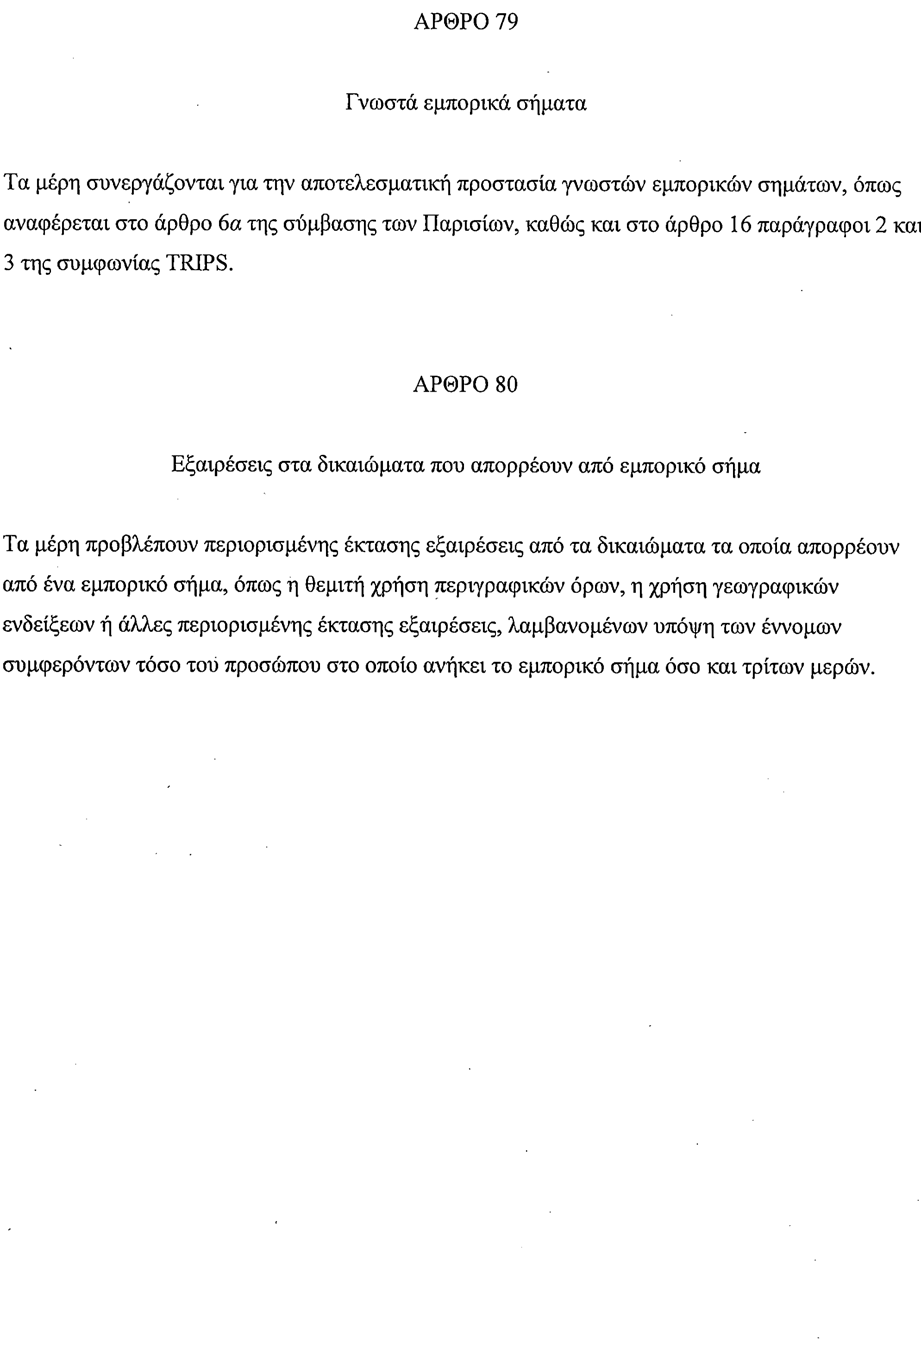 ΑΡΘΡΟ 79
Γνωστά εμπορικά σήματα
Τα μέρη συνεργάζονται για την αποτελεσματική προστασία γνωστών εμπορικών σημάτων, όπως
αναφέρεται στο άρθρο 6α της σύμβασης των Παρισίων, καθώς και στο άρθρο 16 παράγραφοι 2 και
3 της συμφωνίας TRIPS.
ΑΡΘΡΟ 80
Εξαιρέσεις στα δικαιώματα που απορρέουν από εμπορικό σήμα
Τα μέρη προβλέπουν περιορισμένης έκτασης εξαιρέσεις από τα δικαιώματα τα οποία απορρέουν
από ένα εμπορικό σήμα, όπως η θεμιτή χρήση περιγραφικών όρων, η χρήση γεωγραφικών
ενδείξεων ή άλλες περιορισμένης έκτασης εξαιρέσεις, λαμβανομένων υπόψη των έννομων
συμφερόντων τόσο του προσώπου στο οποίο ανήκει το εμπορικό σήμα όσο και τρίτων μερών.